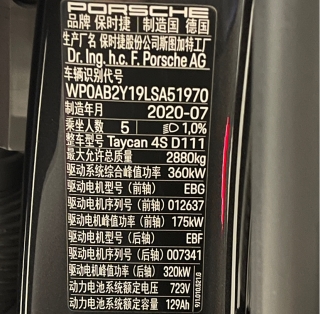 PORSCHE
品牌 保时捷 制造国 德国
生产厂名 保时捷股份公司斯图加特工厂
Dr. Ing. h.c. F. Porsche AG
车辆识别代号
WP0AB2Y19LSA51970
制造年月 2020-07
乘坐人数 5 1,0%
整车型号 Taycan 4S D111
最大允许总质量 2880kg
驱动系统综合峰值功率 360kW
驱动电机型号（前轴） EBG
驱动电机序列号（前轴） 012637
驱动电机峰值功率（前轴） 175kW
驱动电机型号（后轴） EBF
驱动电机序列号（后轴） 007341
驱动电机峰值功率（后轴） 320kW
动力电池系统额定电压 723V
动力电池系统额定容量 129Ah
91.010.621.0